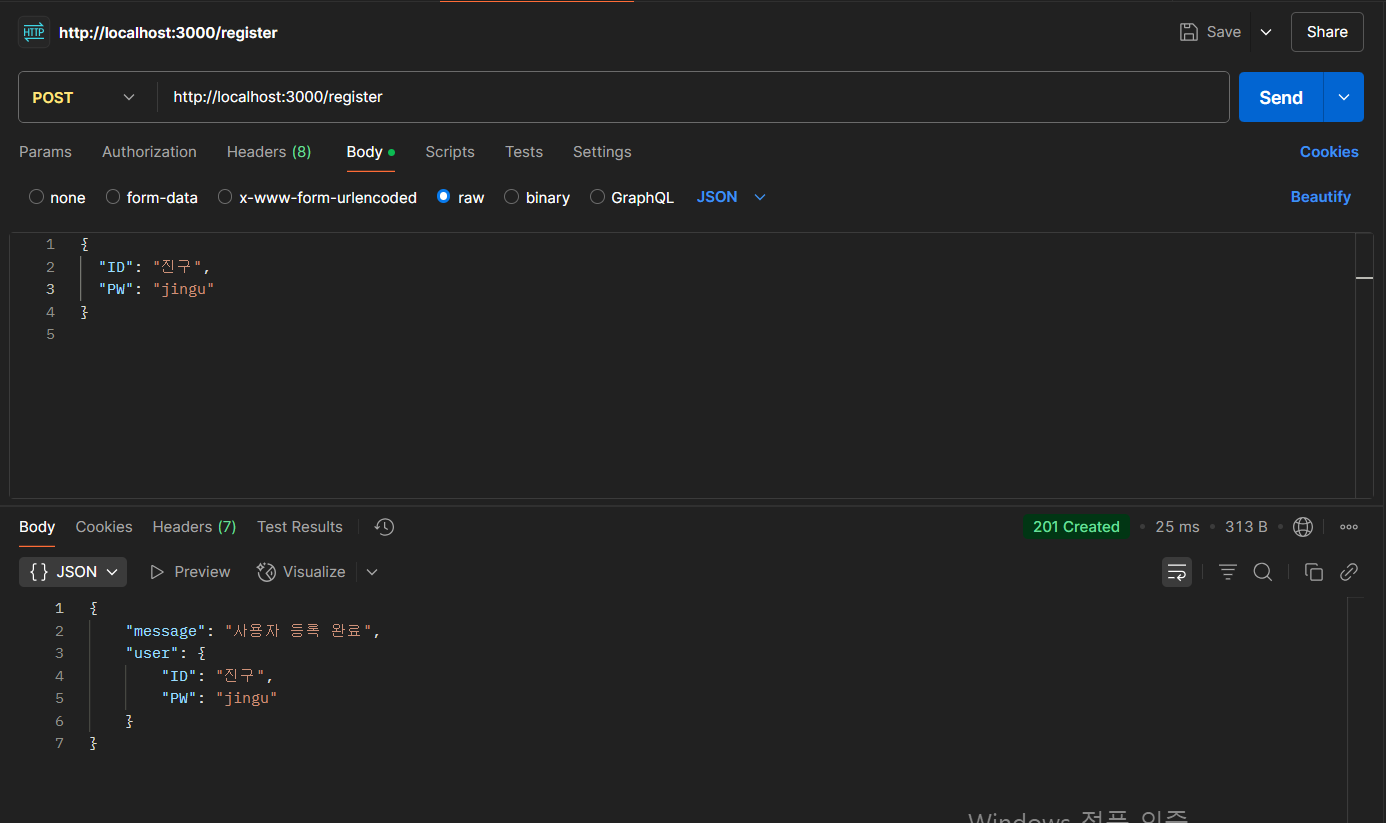 HTTP http://localhost:3000/register Save Share
POST http://localhost:3000/register Send
Params Authorization Headers (8) Body Scripts Tests Settings Cookies
none form-data x-www-form-urlencoded raw binary GraphQL JSON Beautify
1 {
2 "ID": "진구",
3 "PW": "jingu"
4 }
5
Body Cookies Headers (7) Test Results 201 Created 25 ms 313 B
{} JSON Preview Visualize
1 {
2 "message": "사용자 등록 완료",
3 "user": {
4 "ID": "진구",
5 "PW": "jingu"
6 }
7 }
Windows 정품 인증